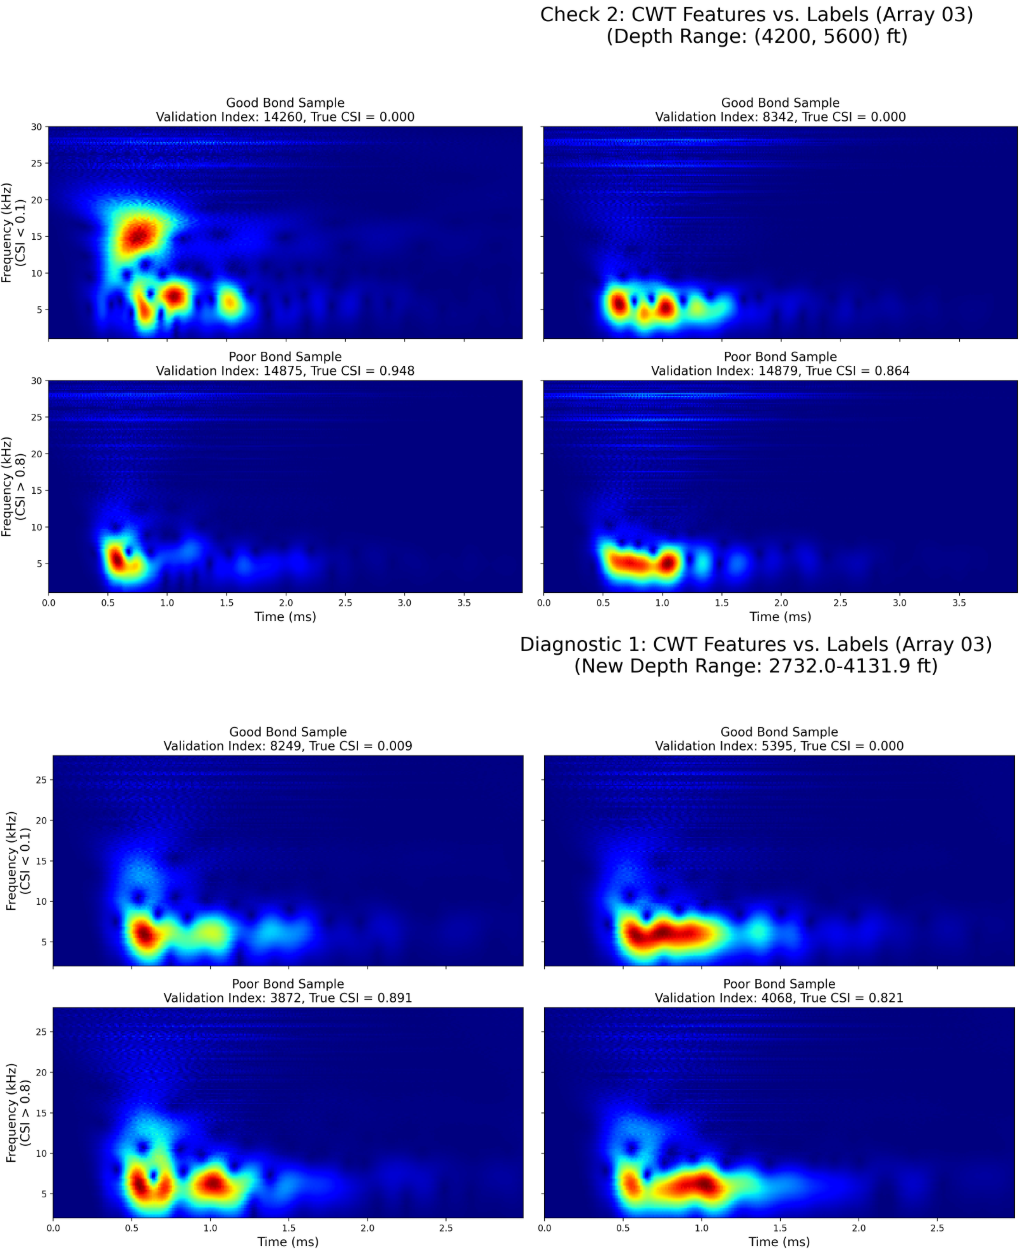 Check 2: CWT Features vs. Labels (Array 03)
(Depth Range: (4200, 5600) ft)
Good Bond Sample
Validation Index: 14260, True CSI = 0.000
Good Bond Sample
Validation Index: 8342, True CSI = 0.000
Frequency (kHz)
(CSI < 0.1)
30
25
20
15
10
5
Poor Bond Sample
Validation Index: 14875, True CSI = 0.948
Poor Bond Sample
Validation Index: 14879, True CSI = 0.864
Frequency (kHz)
(CSI > 0.8)
30
25
20
15
10
5
0.0 0.5 1.0 1.5 2.0 2.5 3.0 3.5
Time (ms)
0.0 0.5 1.0 1.5 2.0 2.5 3.0 3.5
Time (ms)
Diagnostic 1: CWT Features vs. Labels (Array 03)
(New Depth Range: 2732.0-4131.9 ft)
Good Bond Sample
Validation Index: 8249, True CSI = 0.009
Good Bond Sample
Validation Index: 5395, True CSI = 0.000
Frequency (kHz)
(CSI < 0.1)
25
20
15
10
5
Poor Bond Sample
Validation Index: 3872, True CSI = 0.891
Poor Bond Sample
Validation Index: 4068, True CSI = 0.821
Frequency (kHz)
(CSI > 0.8)
25
20
15
10
5
0.0 0.5 1.0 1.5 2.0 2.5
Time (ms)
0.0 0.5 1.0 1.5 2.0 2.5
Time (ms)